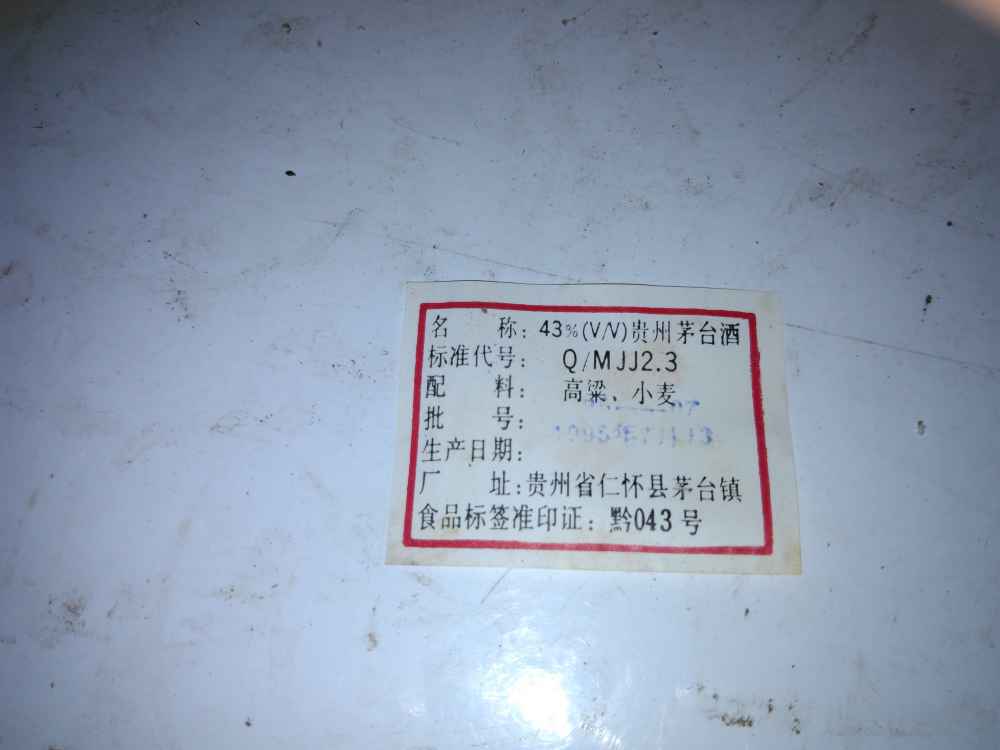 名 称：43%(V/V)贵州茅台酒
标准代号： Q/MJJ2.3
配 料： 高粱、小麦
批 号：
生产日期：
厂 址：贵州省仁怀县茅台镇
食品标签准印证：黔043号